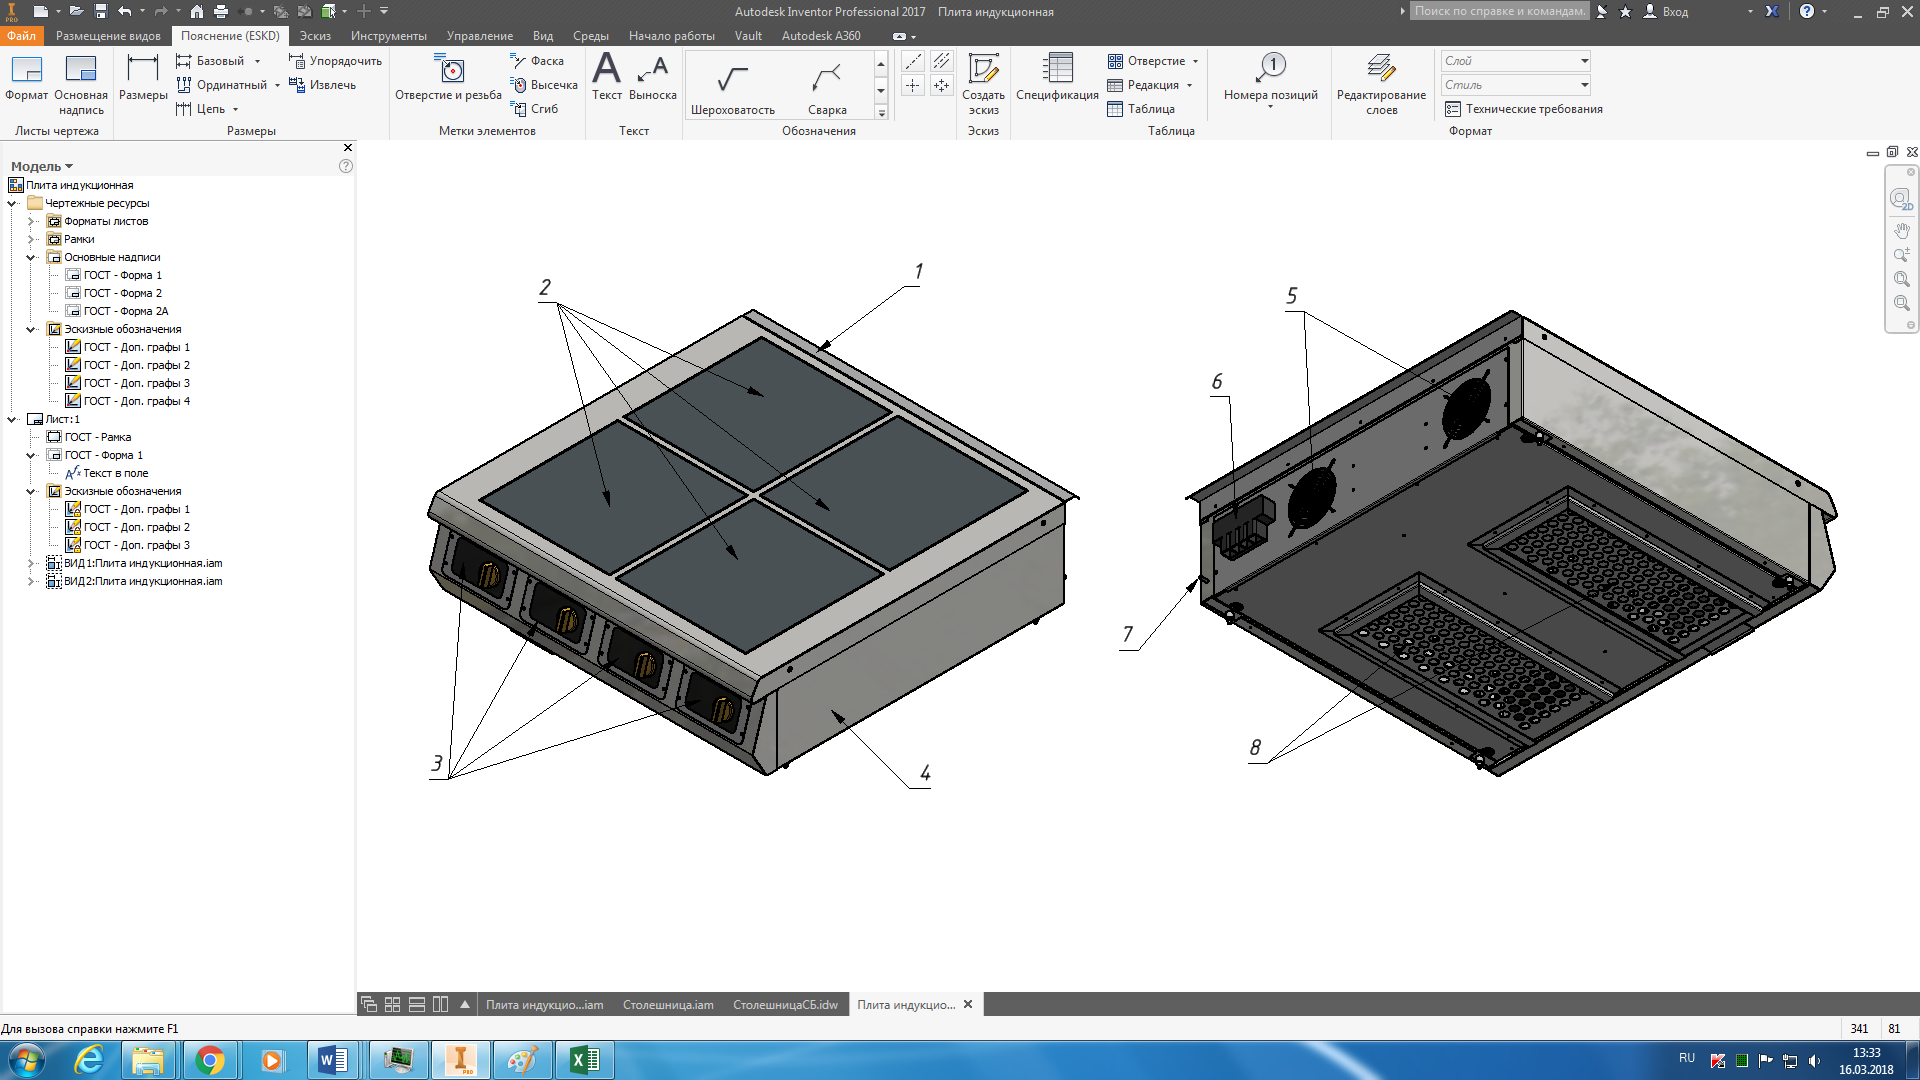 PRO
Autodesk Inventor Professional 2017 Плита индукционная
Поиск по справке и командам.
Вход
Файл Размещение видов Пояснение (ESKD) Эскиз Инструменты Управление Вид Среды Начало работы Vault Autodesk A360
Формат
Основная надпись
Размеры
Базовый
Ординатный
Цепь
Упорядочить
Извлечь
Отверстие и резьба
Фаска
Высечка
Сгиб
Текст
Выноска
Шероховатость
Сварка
Создать эскиз
Спецификация
Отверстие
Редакция
Таблица
1
Номера позиций
Редактирование слоев
Слой
Стиль
Технические требования
Листы чертежа Размеры Метки элементов Текст Обозначения Эскиз Таблица Формат
Модель
Плита индукционная
Чертежные ресурсы
Форматы листов
Рамки
Основные надписи
ГОСТ - Форма 1
ГОСТ - Форма 2
ГОСТ - Форма 2А
Эскизные обозначения
ГОСТ - Доп. графы 1
ГОСТ - Доп. графы 2
ГОСТ - Доп. графы 3
ГОСТ - Доп. графы 4
Лист:1
ГОСТ - Рамка
ГОСТ - Форма 1
Текст в поле
Эскизные обозначения
ГОСТ - Доп. графы 1
ГОСТ - Доп. графы 2
ГОСТ - Доп. графы 3
ВИД1:Плита индукционная.iam
ВИД2:Плита индукционная.iam
1
2
3
4
5
6
7
8
2D
Плита индукцио...iam Столешница.iam СтолешницаСБ.idw Плита индукцио...
Для вызова справки нажмите F1
341 81
RU
13:33
16.03.2018